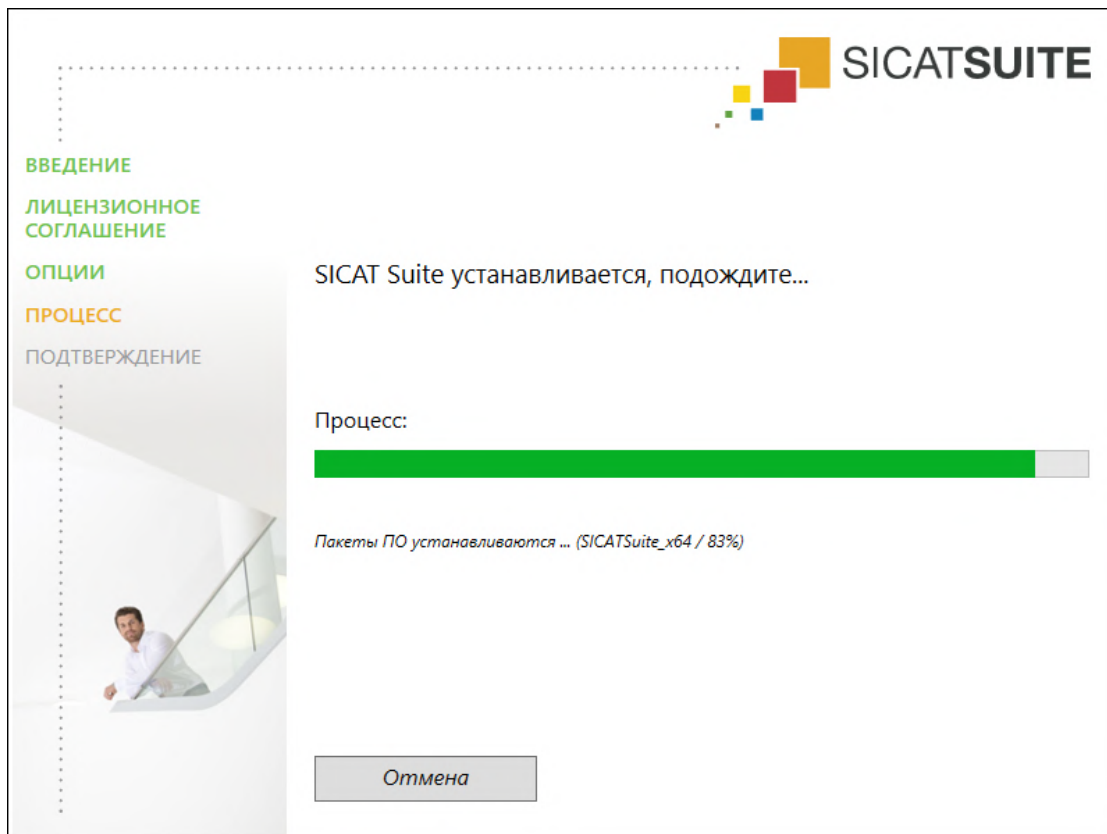 SICATSUITE
ВВЕДЕНИЕ
ЛИЦЕНЗИОННОЕ
СОГЛАШЕНИЕ
ОПЦИИ
ПРОЦЕСС
ПОДТВЕРЖДЕНИЕ
SICAT Suite устанавливается, подождите...
Процесс:
Пакеты ПО устанавливаются ... (SICATSuite_x64 / 83%)
Отмена